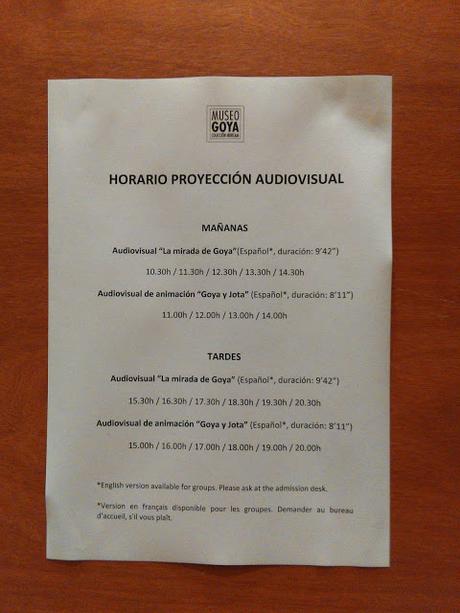 MUSEO
GOYA
COLECCIÓN IBERCAJA
HORARIO PROYECCIÓN AUDIOVISUAL
MAÑANAS
Audiovisual “La mirada de Goya”(Español*, duración: 9’42”)
10.30h / 11.30h / 12.30h / 13.30h / 14.30h
Audiovisual de animación “Goya y Jota” (Español*, duración: 8’11”)
11.00h / 12.00h / 13.00h / 14.00h
TARDES
Audiovisual “La mirada de Goya” (Español*, duración: 9’42”)
15.30h / 16.30h / 17.30h / 18.30h / 19.30h / 20.30h
Audiovisual de animación “Goya y Jota” (Español*, duración: 8’11”)
15.00h / 16.00h / 17.00h / 18.00h / 19.00h / 20.00h
*English version available for groups. Please ask at the admission desk.
*Version en français disponible pour les groupes. Demander au bureau
d’accueil, s’il vous plaît.